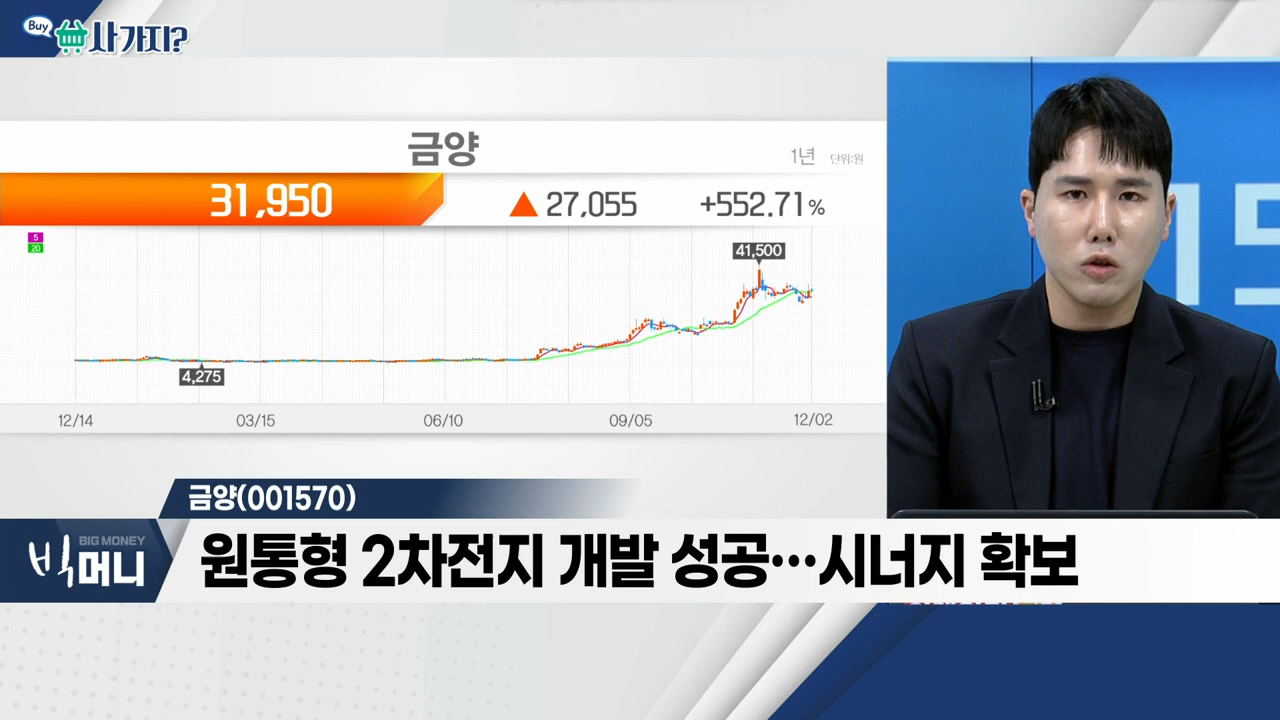 Buy
사가지?
금양
1년 단위:원
31,950 ▲ 27,055 +552.71%
5
20
41,500
4,275
12/14 03/15 06/10 09/05 12/02
15
금양(001570)
BIG MONEY
빅머니
원통형 2차전지 개발 성공…시너지 확보